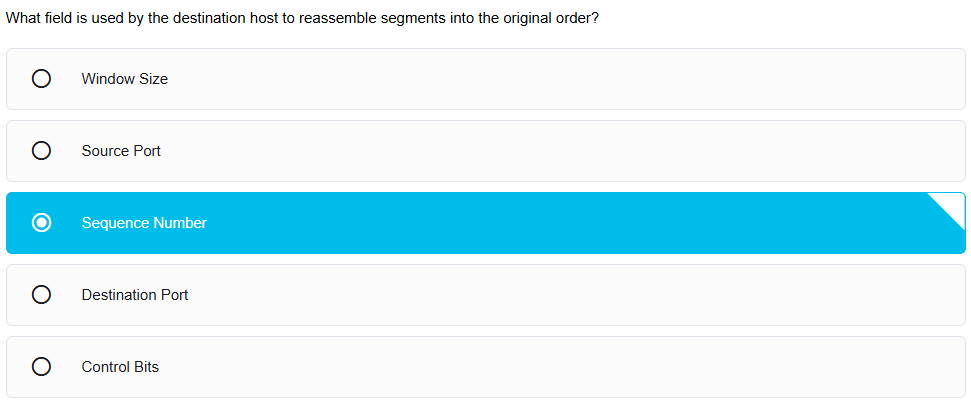 What field is used by the destination host to reassemble segments into the original order?
Window Size
Source Port
Sequence Number
Destination Port
Control Bits